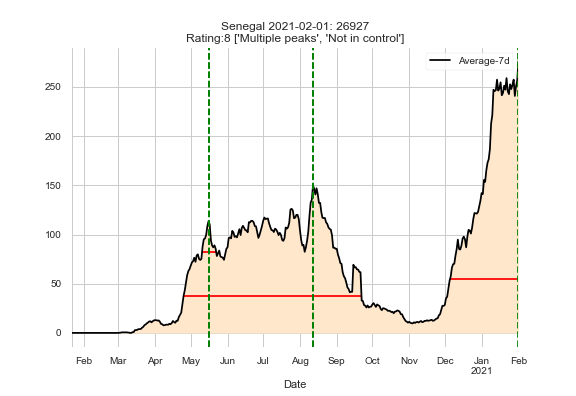 Senegal 2021-02-01: 26927
Rating:8 ['Multiple peaks', 'Not in control']
Average-7d
250
200
150
100
50
0
Feb Mar Apr May Jun Jul Aug Sep Oct Nov Dec Jan Feb
2021
Date